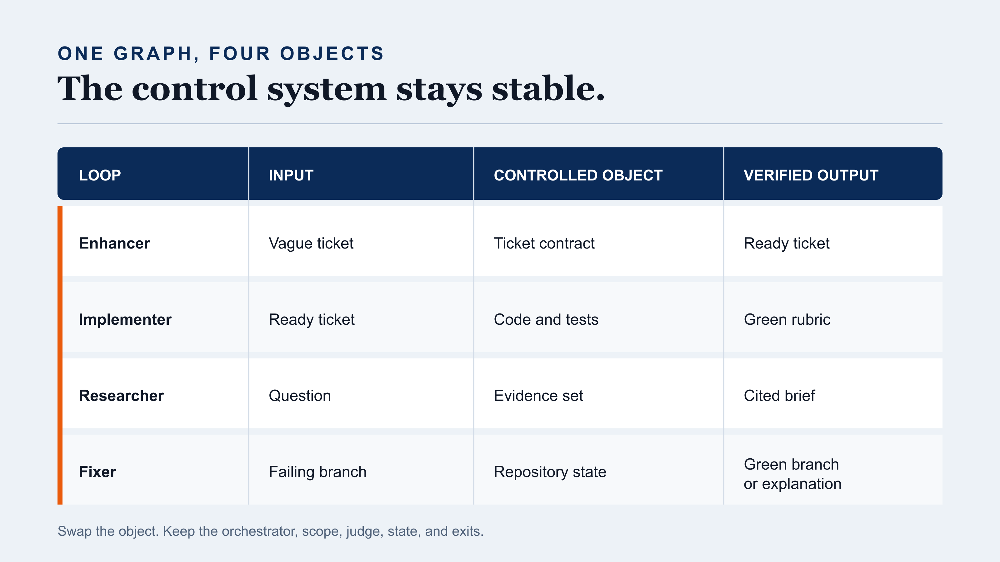 ONE GRAPH, FOUR OBJECTS
The control system stays stable.
LOOP INPUT CONTROLLED OBJECT VERIFIED OUTPUT
Enhancer Vague ticket Ticket contract Ready ticket
Implementer Ready ticket Code and tests Green rubric
Researcher Question Evidence set Cited brief
Fixer Failing branch Repository state Green branch
or explanation
Swap the object. Keep the orchestrator, scope, judge, state, and exits.